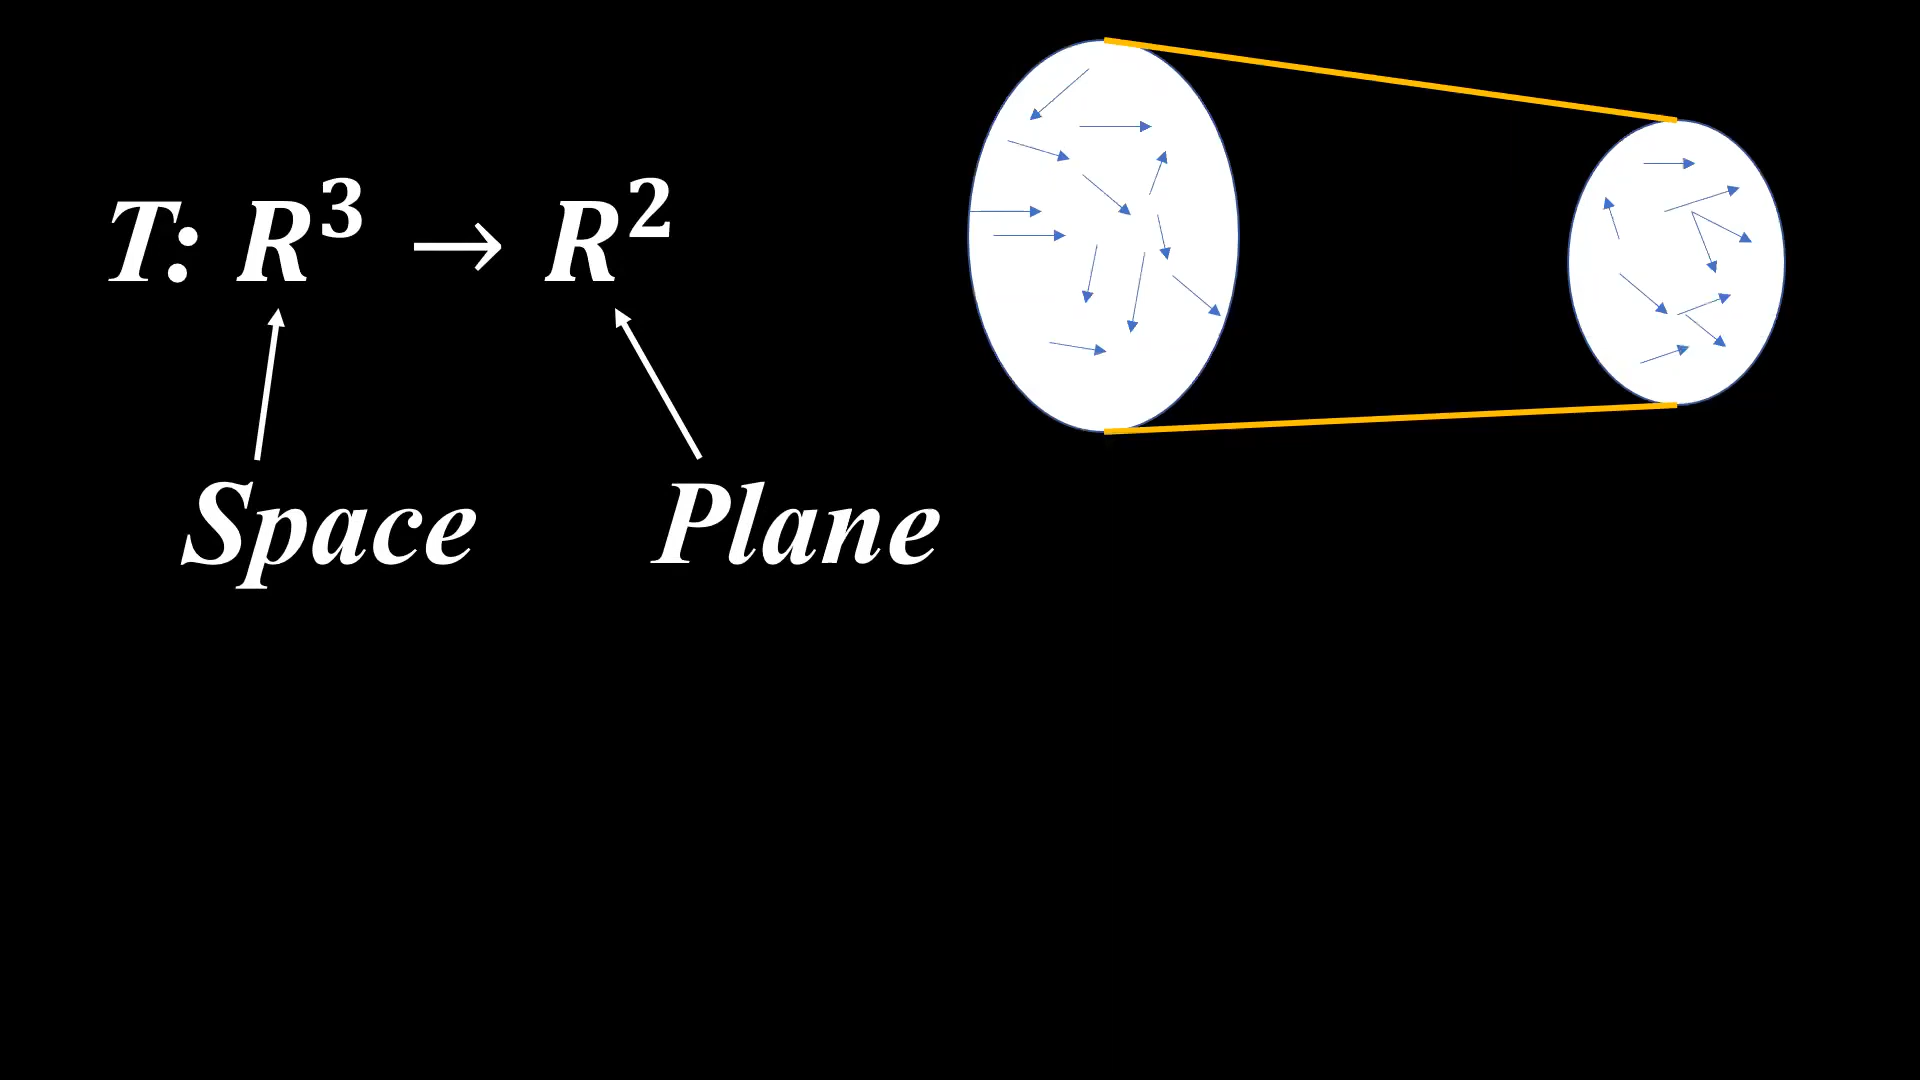 T: R³ → R²
Space Plane